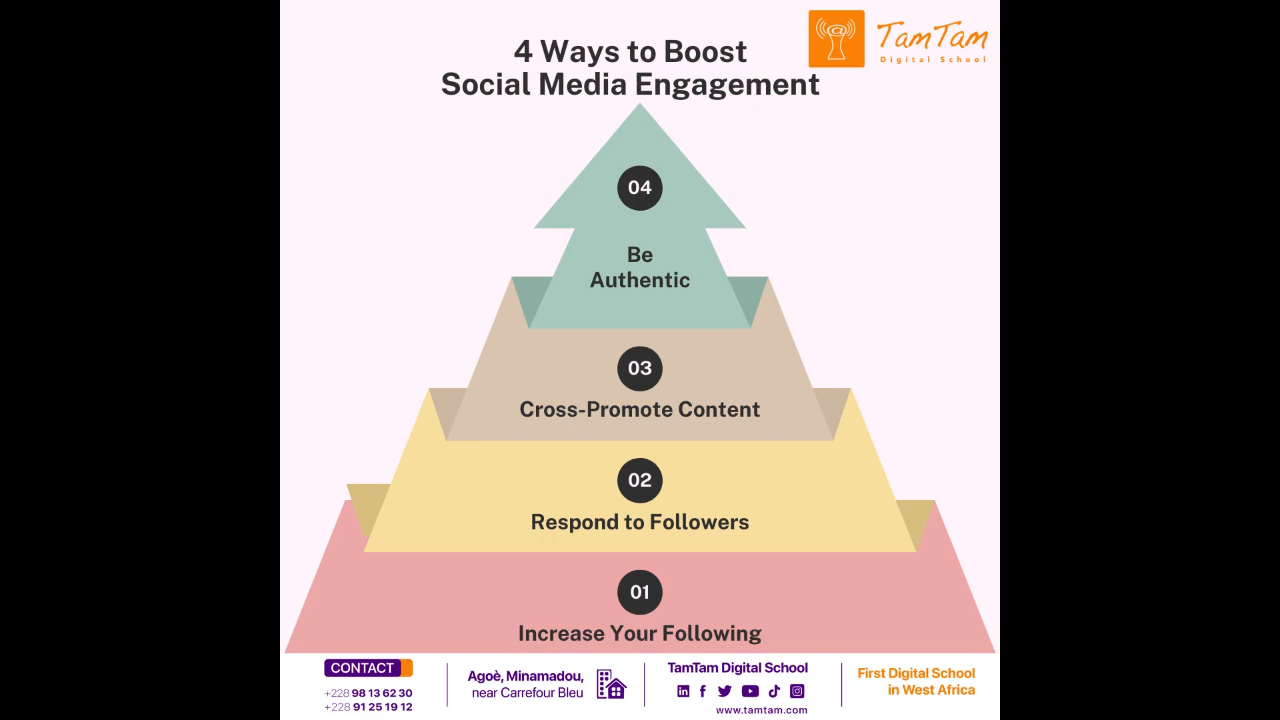 4 Ways to Boost
Social Media Engagement
@
TamTam
Digital School
04
Be
Authentic
03
Cross-Promote Content
02
Respond to Followers
01
Increase Your Following
CONTACT
+228 98 13 62 30
+228 91 25 19 12
Agoè, Minamadou,
near Carrefour Bleu
TamTam Digital School
www.tamtam.com
First Digital School
in West Africa